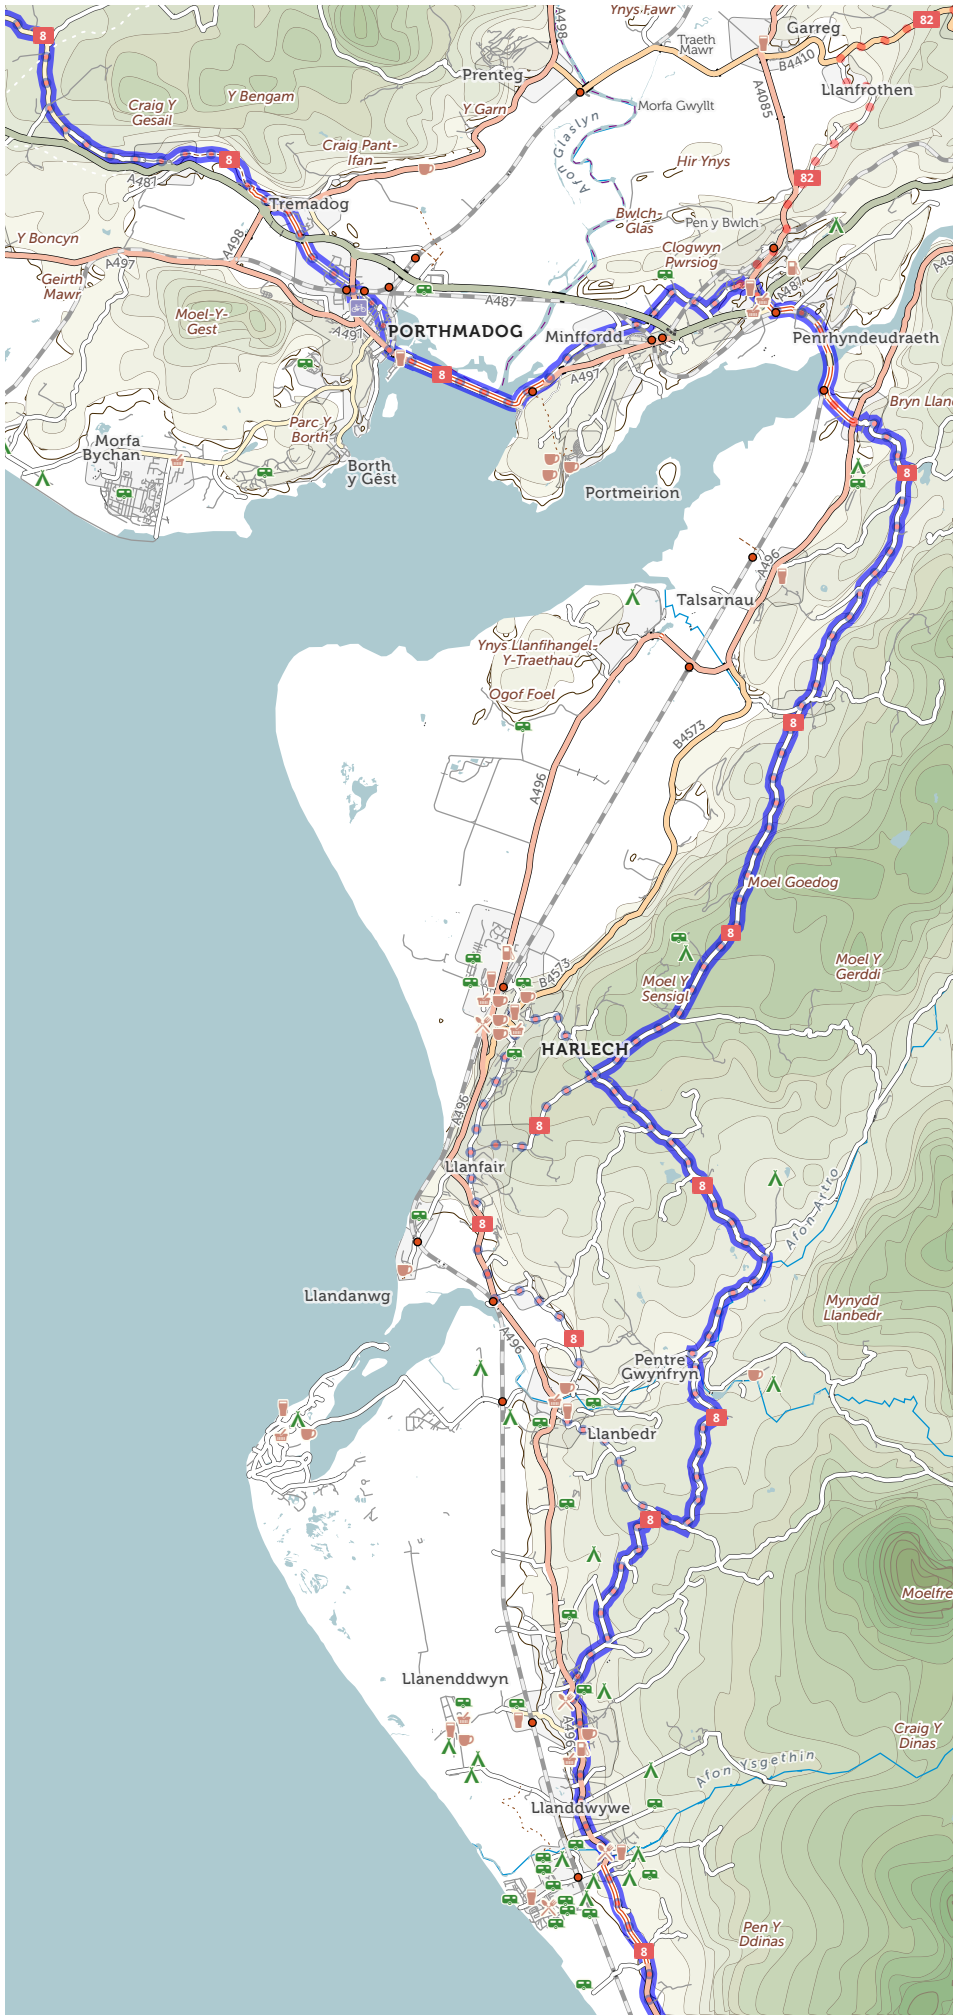 Ynys Fawr
82
8
A498
Garreg
Traeth
Mawr
B4410
Prenteg
Llanfrothen
Y Bengam
Craig Y
Gesail
Y Garn
Morfa Gwyllt
A4085
Afon Glaslyn
Craig Pant-
Ifan
8
Hir Ynys
82
A487
Tremadog
Bwlch-
Glas
Pen y Bwlch
Y Boncyn
A498
Clogwyn
Pwrsiog
A497
Geirth
Mawr
A487
A487
Moel-Y-
Gest
A497
PORTHMADOG
Minffordd
Penrhyndeudraeth
8
A497
Parc Y
Borth
Morfa
Bychan
Borth
y Gêst
8
Portmeirion
A496
Talsarnau
Ynys Llanfihangel-
Y-Traethau
Ogof Foel
8
B4573
A496
Moel Goedog
8
B4573
Moel Y
Gerddi
Moel Y
Sensigl
HARLECH
A496
8
Llanfair
8
8
Afon Artro
Llandanwg
Mynydd
Llanbedr
A496
8
Pentre
Gwynfryn
8
Llanbedr
8
Llanenddwyn
A496
Craig Y
Dinas
Afon Ysgethin
Llanddwywe
Pen Y
Ddinas
8